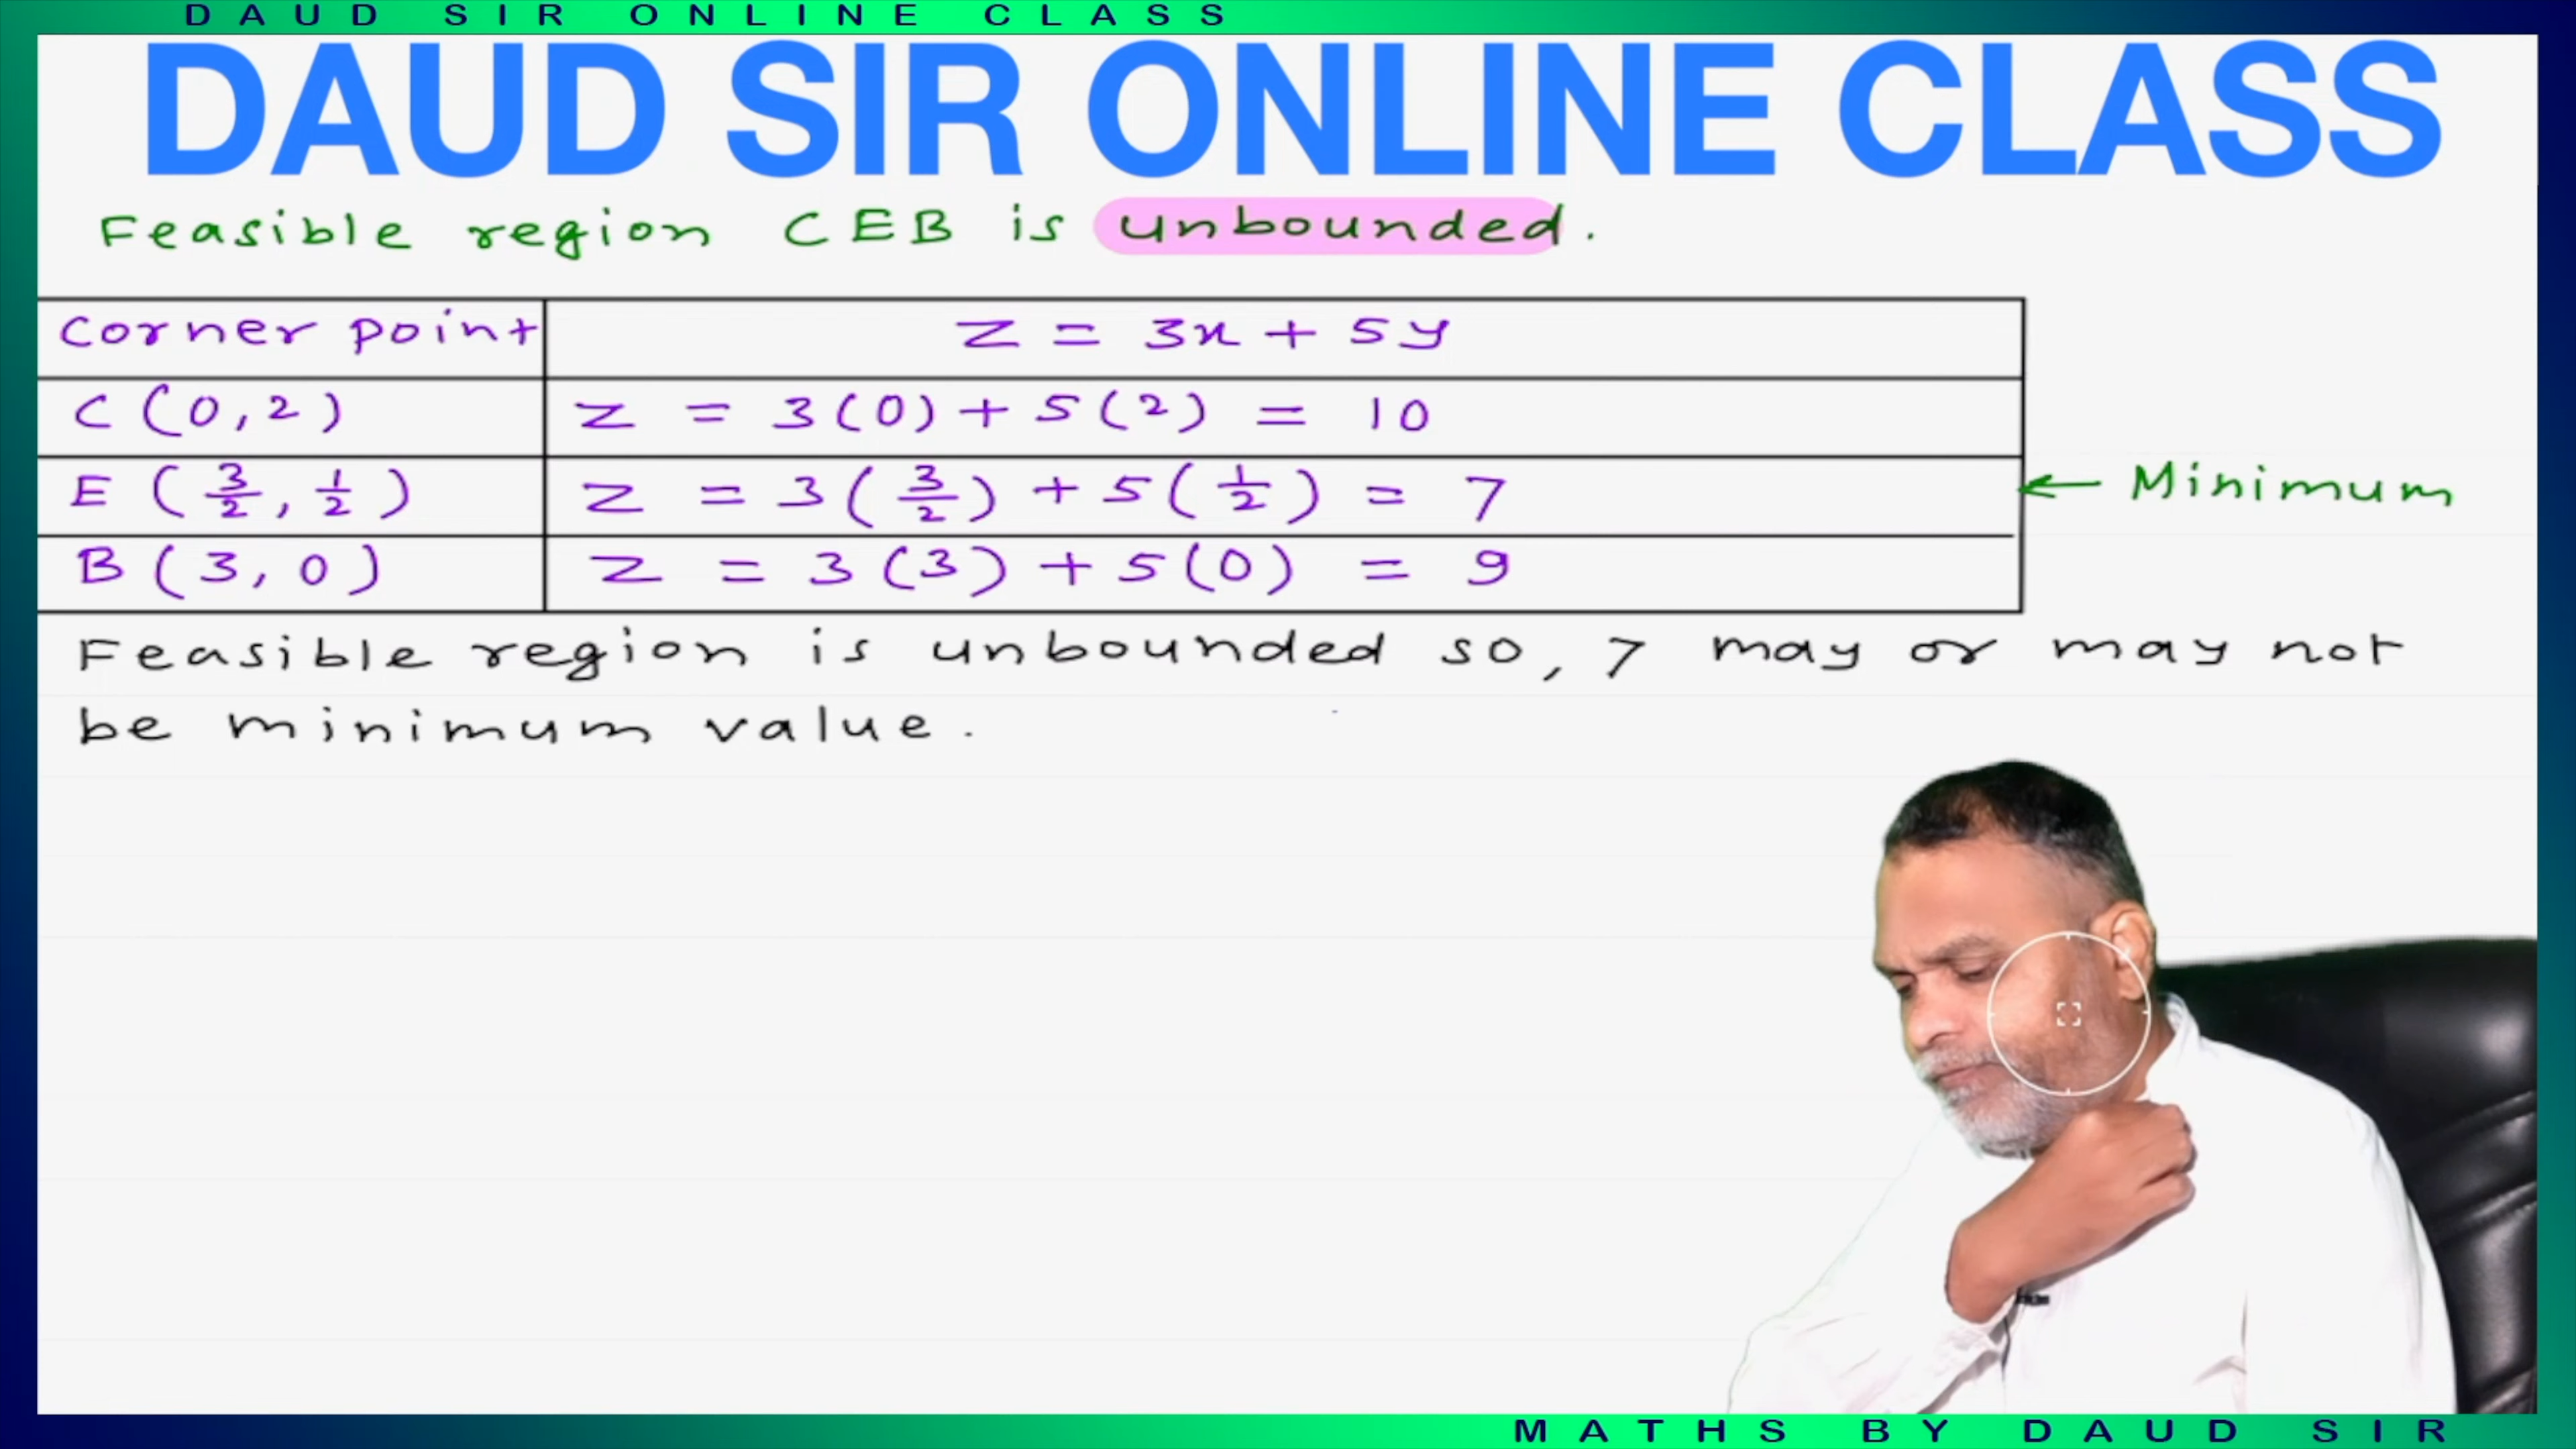 DAUD SIR ONLINE CLASS
DAUD SIR ONLINE CLASS
Feasible region CEB is unbounded.
Corner point z = 3x + 5y
C (0,2) z = 3(0) + 5(2) = 10
E (3/2, 1/2) z = 3(3/2) + 5(1/2) = 7 ← Minimum
B (3,0) z = 3(3) + 5(0) = 9
Feasible region is unbounded so, 7 may or may not
be minimum value.
MATHS BY DAUD SIR